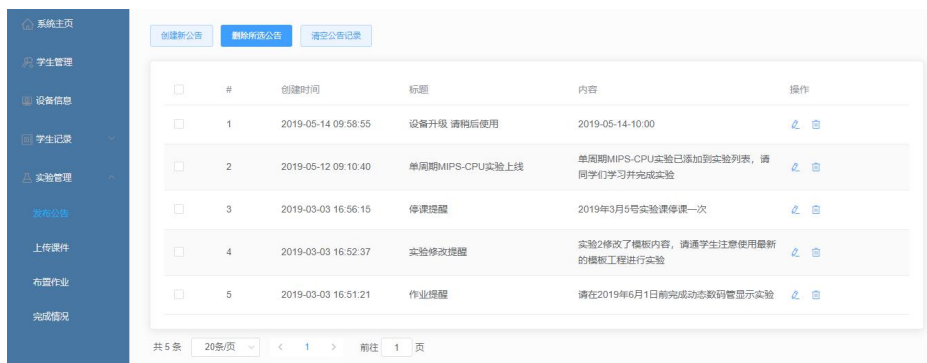 系统主页
学生管理
设备信息
学生记录
实验管理
发布公告
上传课件
布置作业
完成情况
创建新公告 删除所选公告 清空公告记录
# 创建时间 标题 内容 操作
1 2019-05-14 09:58:55 设备升级 请稍后使用 2019-05-14-10:00
2 2019-05-12 09:10:40 单周期MIPS-CPU实验上线 单周期MIPS-CPU实验已添加到实验列表，请
同学们学习并完成实验
3 2019-03-03 16:56:15 停课提醒 2019年3月5号实验课停课一次
4 2019-03-03 16:52:37 实验修改提醒 实验2修改了模板内容，请通学生注意使用最新
的模板工程进行实验
5 2019-03-03 16:51:21 作业提醒 请在2019年6月1日前完成动态数码管显示实验
共 5 条 20条/页 < 1 > 前往 1 页